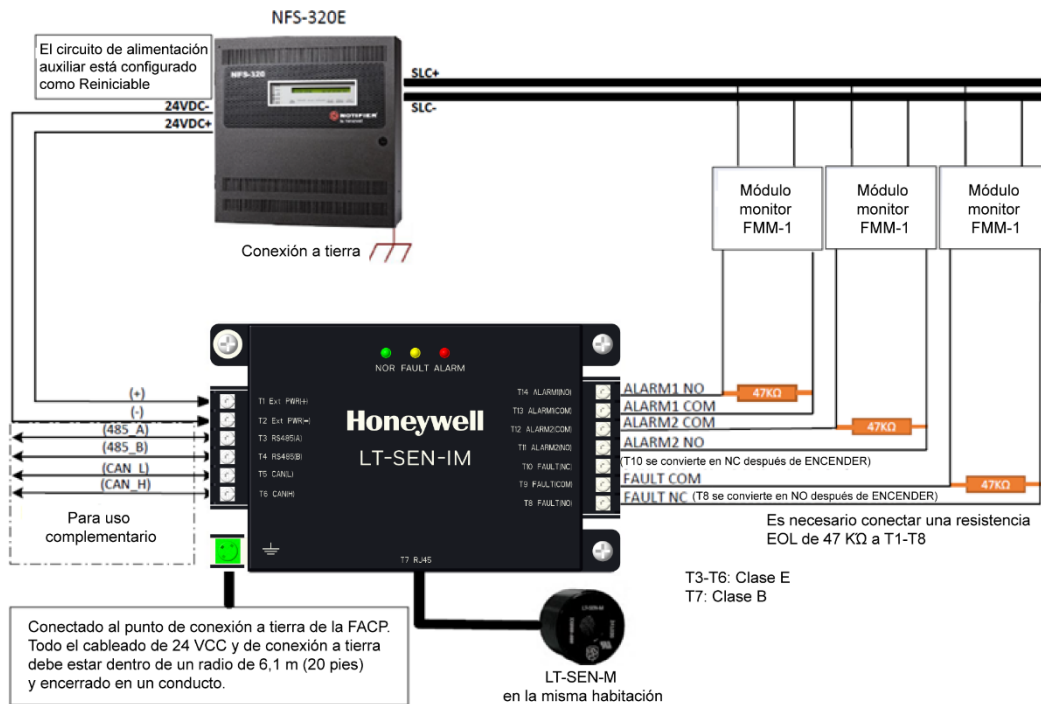 NFS-320E
El circuito de alimentación
auxiliar está configurado
como Reiniciable
NFS-320
NOTIFIER
24VDC-
24VDC+
SLC+
SLC-
Conexión a tierra
Módulo
monitor
FMM-1
Módulo
monitor
FMM-1
Módulo
monitor
FMM-1
NOR FAULT ALARM
Honeywell
LT-SEN-IM
(+)
(-)
(485_A)
(485_B)
(CAN_L)
(CAN_H)
Para uso
complementario
T1 Ext PWR(+)
T2 Ext PWR(-)
T3 RS485(A)
T4 RS485(B)
T5 CAN(L)
T6 CAN(H)
T7 RJ45
T14 ALARM1(NO)
T13 ALARM1(COM)
T12 ALARM2(COM)
T11 ALARM2(NO)
T10 FAULT(NC)
T9 FAULT(COM)
T8 FAULT(NO)
ALARM1 NO
ALARM1 COM
ALARM2 COM
ALARM2 NO
(T10 se convierte en NC después de ENCENDER)
FAULT COM
FAULT NC (T8 se convierte en NO después de ENCENDER)
47KΩ
47KΩ
47KΩ
Es necesario conectar una resistencia
EOL de 47 KΩ a T1-T8
T3-T6: Clase E
T7: Clase B
Conectado al punto de conexión a tierra de la FACP.
Todo el cableado de 24 VCC y de conexión a tierra
debe estar dentro de un radio de 6,1 m (20 pies)
y encerrado en un conducto.
LT-SEN-M
LT-SEN-M
en la misma habitación